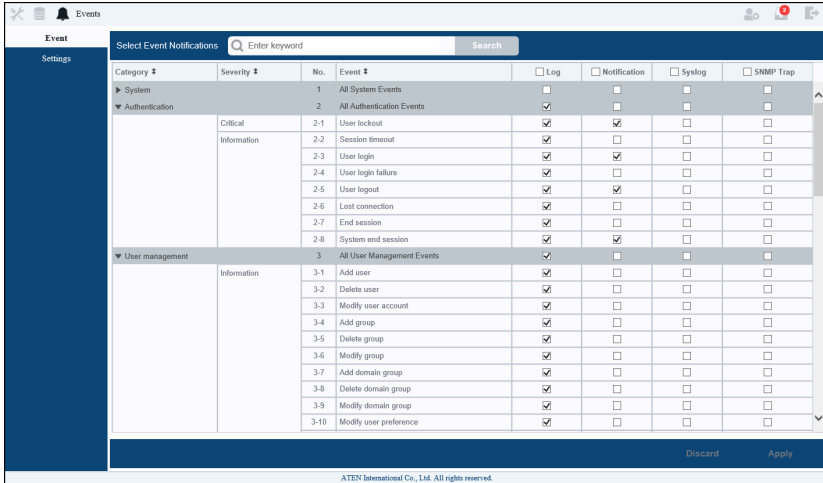 Events
2
Event
Settings
Select Event Notifications Enter keyword Search
Category Severity No. Event Log Notification Syslog SNMP Trap
System 1 All System Events
Authentication 2 All Authentication Events
Critical 2-1 User lockout
Information 2-2 Session timeout
2-3 User login
2-4 User login failure
2-5 User logout
2-6 Lost connection
2-7 End session
2-8 System end session
User management 3 All User Management Events
Information 3-1 Add user
3-2 Delete user
3-3 Modify user account
3-4 Add group
3-5 Delete group
3-6 Modify group
3-7 Add domain group
3-8 Delete domain group
3-9 Modify domain group
3-10 Modify user preference
Discard Apply
ATEN International Co., Ltd. All rights reserved.